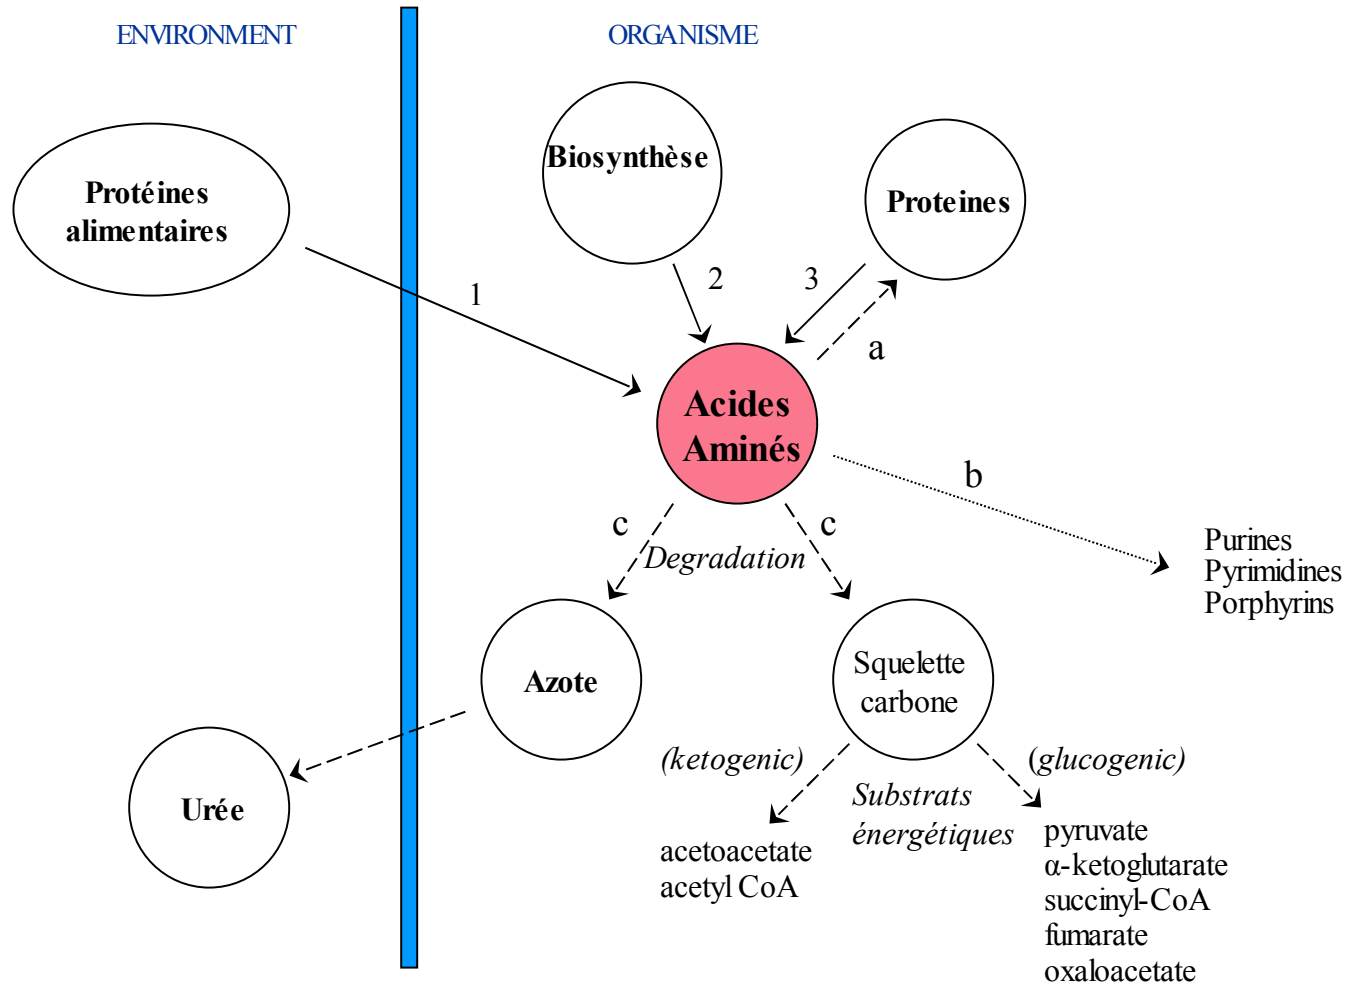 ENVIRONMENT
ORGANISME
Protéines
alimentaires
Biosynthèse
Proteines
1
2
3
a
Acides
Aminés
b
c
c
Degradation
Purines
Pyrimidines
Porphyrins
Azote
Squelette
carbone
Urée
(ketogenic)
(glucogenic)
Substrats
énergétiques
acetoacetate
acetyl CoA
pyruvate
α-ketoglutarate
succinyl-CoA
fumarate
oxaloacetate